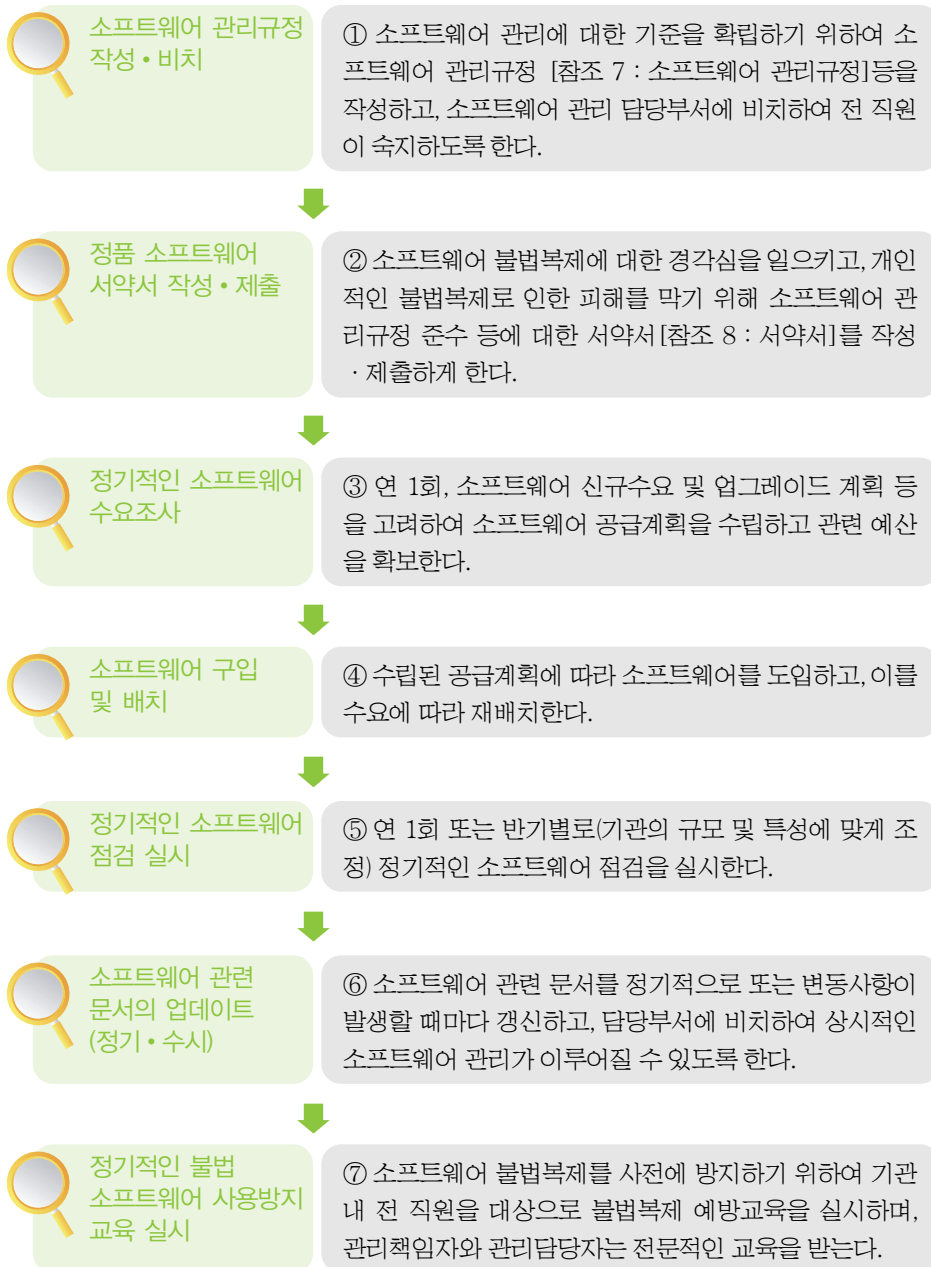 소프트웨어 관리규정
작성 • 비치
① 소프트웨어 관리에 대한 기준을 확립하기 위하여 소
프트웨어 관리규정 [참조 7 : 소프트웨어 관리규정]등을
작성하고, 소프트웨어 관리 담당부서에 비치하여 전 직원
이 숙지하도록 한다.
정품 소프트웨어
서약서 작성 • 제출
② 소프트웨어 불법복제에 대한 경각심을 일으키고, 개인
적인 불법복제로 인한 피해를 막기 위해 소프트웨어 관
리규정 준수 등에 대한 서약서[참조 8 : 서약서]를 작성
· 제출하게 한다.
정기적인 소프트웨어
수요조사
③ 연 1회, 소프트웨어 신규수요 및 업그레이드 계획 등
을 고려하여 소프트웨어 공급계획을 수립하고 관련 예산
을 확보한다.
소프트웨어 구입
및 배치
④ 수립된 공급계획에 따라 소프트웨어를 도입하고, 이를
수요에 따라 재배치한다.
정기적인 소프트웨어
점검 실시
⑤ 연 1회 또는 반기별로(기관의 규모 및 특성에 맞게 조
정) 정기적인 소프트웨어 점검을 실시한다.
소프트웨어 관련
문서의 업데이트
(정기 • 수시)
⑥ 소프트웨어 관련 문서를 정기적으로 또는 변동사항이
발생할 때마다 갱신하고, 담당부서에 비치하여 상시적인
소프트웨어 관리가 이루어질 수 있도록 한다.
정기적인 불법
소프트웨어 사용방지
교육 실시
⑦ 소프트웨어 불법복제를 사전에 방지하기 위하여 기관
내 전 직원을 대상으로 불법복제 예방교육을 실시하며,
관리책임자와 관리담당자는 전문적인 교육을 받는다.